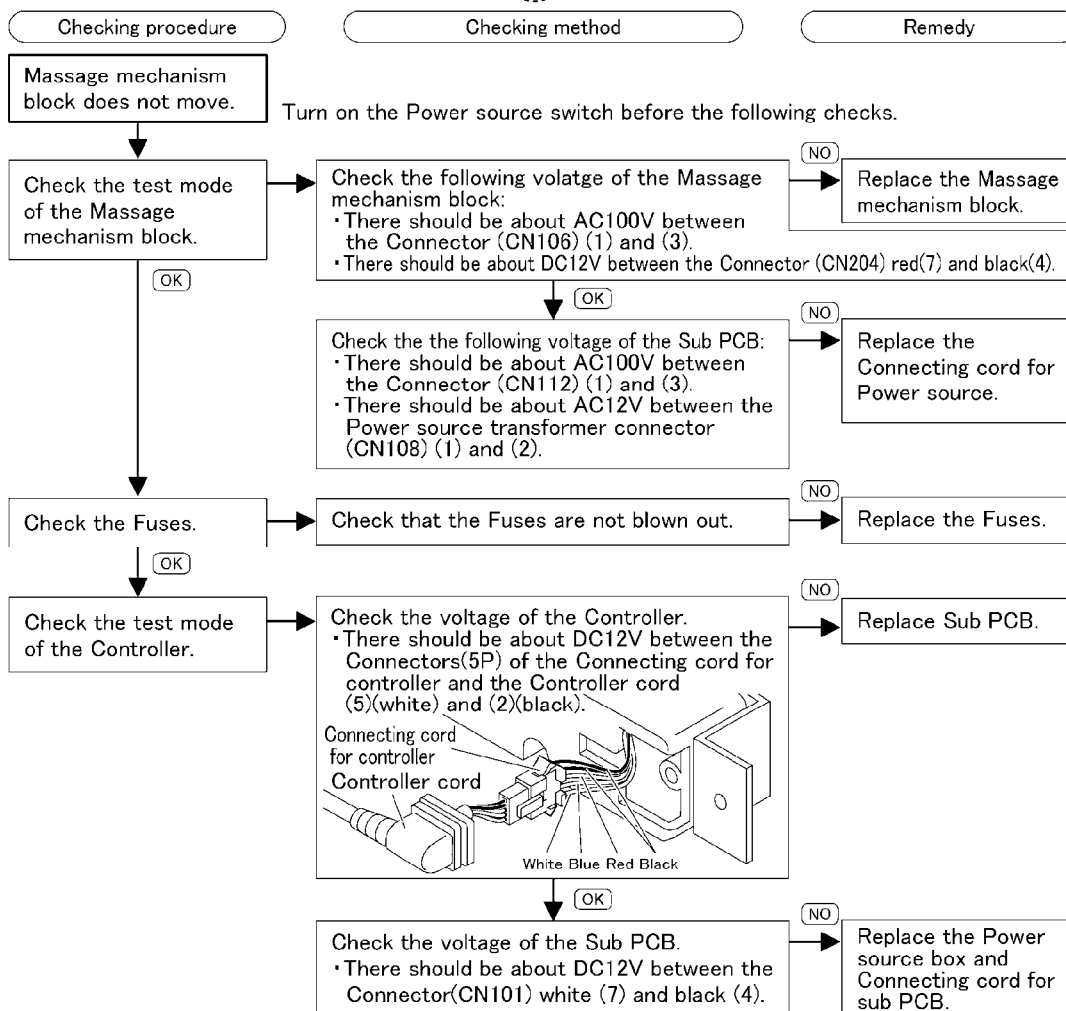 Checking procedure
Checking method
Remedy
Massage mechanism
block does not move.
Turn on the Power source switch before the following checks.
Check the test mode
of the Massage
mechanism block.
OK
Check the following volatge of the Massage
mechanism block:
・There should be about AC100V between
the Connector (CN106) (1) and (3).
・There should be about DC12V between the Connector (CN204) red(7) and black(4).
NO
Replace the Massage
mechanism block.
OK
Check the the following voltage of the Sub PCB:
・There should be about AC100V between
the Connector (CN112) (1) and (3).
・There should be about AC12V between the
Power source transformer connector
(CN108) (1) and (2).
NO
Replace the
Connecting cord for
Power source.
Check the Fuses.
OK
Check that the Fuses are not blown out.
NO
Replace the Fuses.
Check the test mode
of the Controller.
Check the voltage of the Controller.
・There should be about DC12V between the
Connectors(5P) of the Connecting cord for
controller and the Controller cord
(5)(white) and (2)(black).
Connecting cord
for controller
Controller cord
White Blue Red Black
NO
Replace Sub PCB.
OK
Check the voltage of the Sub PCB.
・There should be about DC12V between the
Connector(CN101) white (7) and black (4).
NO
Replace the Power
source box and
Connecting cord for
sub PCB.